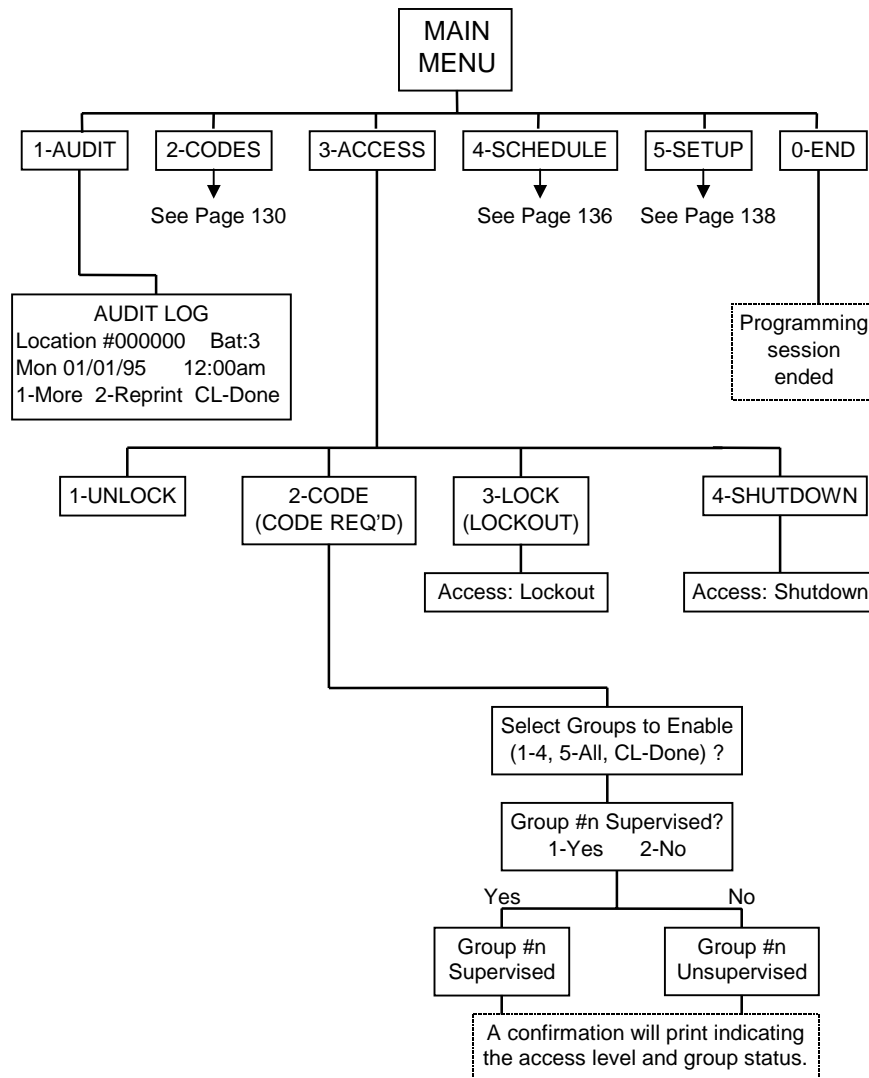 MAIN
MENU
1-AUDIT
2-CODES
3-ACCESS
4-SCHEDULE
5-SETUP
0-END
See Page 130
See Page 136
See Page 138
AUDIT LOG
Location #000000 Bat:3
Mon 01/01/95 12:00am
1-More 2-Reprint CL-Done
Programming
session
ended
1-UNLOCK
2-CODE
(CODE REQ'D)
3-LOCK
(LOCKOUT)
4-SHUTDOWN
Access: Lockout
Access: Shutdown
Select Groups to Enable
(1-4, 5-All, CL-Done) ?
Group #n Supervised?
1-Yes 2-No
Yes
No
Group #n
Supervised
Group #n
Unsupervised
A confirmation will print indicating
the access level and group status.